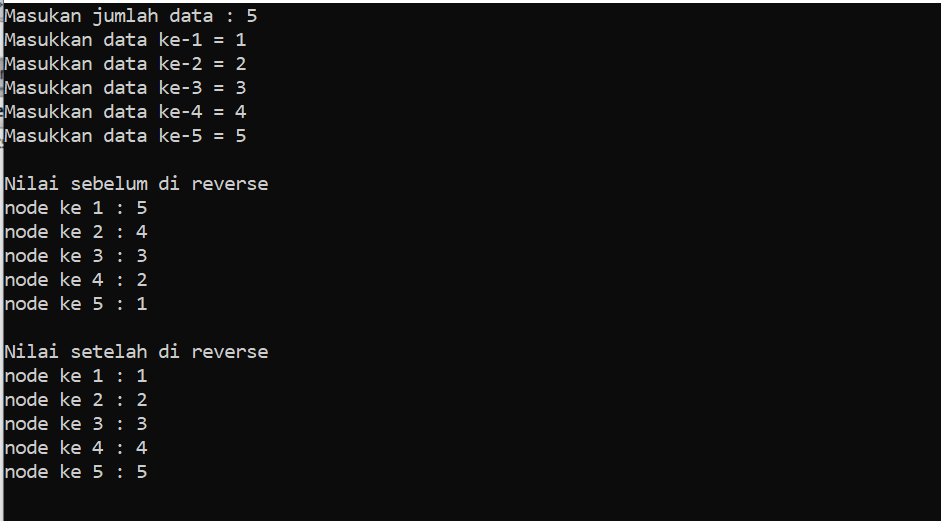 Masukan jumlah data : 5
Masukkan data ke-1 = 1
Masukkan data ke-2 = 2
Masukkan data ke-3 = 3
Masukkan data ke-4 = 4
Masukkan data ke-5 = 5
Nilai sebelum di reverse
node ke 1 : 5
node ke 2 : 4
node ke 3 : 3
node ke 4 : 2
node ke 5 : 1
Nilai setelah di reverse
node ke 1 : 1
node ke 2 : 2
node ke 3 : 3
node ke 4 : 4
node ke 5 : 5